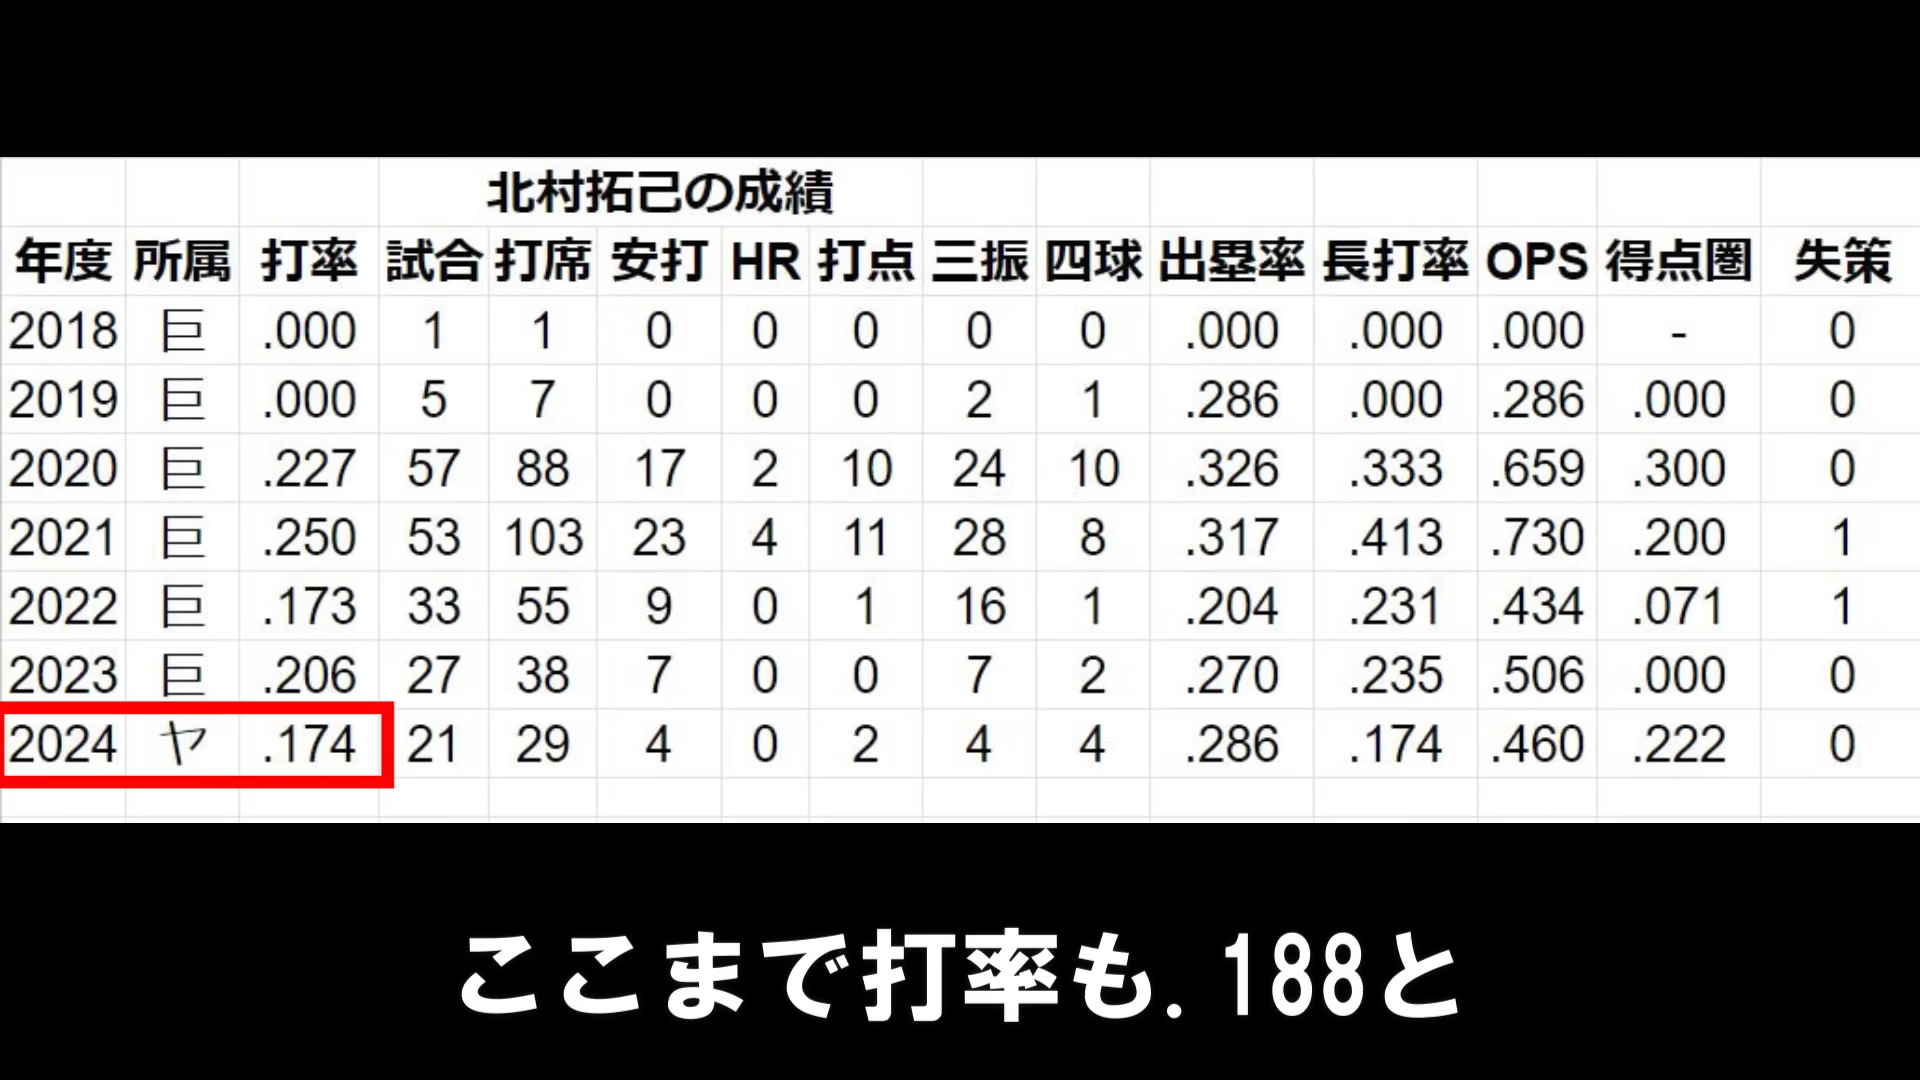 北村拓己の成績
年度 所属 打率 試合 打席 安打 HR 打点 三振 四球 出塁率 長打率 OPS 得点圏 失策
2018 巨 .000 1 1 0 0 0 0 0 .000 .000 .000 - 0
2019 巨 .000 5 7 0 0 0 2 1 .286 .000 .286 .000 0
2020 巨 .227 57 88 17 2 10 24 10 .326 .333 .659 .300 0
2021 巨 .250 53 103 23 4 11 28 8 .317 .413 .730 .200 1
2022 巨 .173 33 55 9 0 1 16 1 .204 .231 .434 .071 1
2023 巨 .206 27 38 7 0 0 7 2 .270 .235 .506 .000 0
2024 ヤ .174 21 29 4 0 2 4 4 .286 .174 .460 .222 0
ここまで打率も.188と